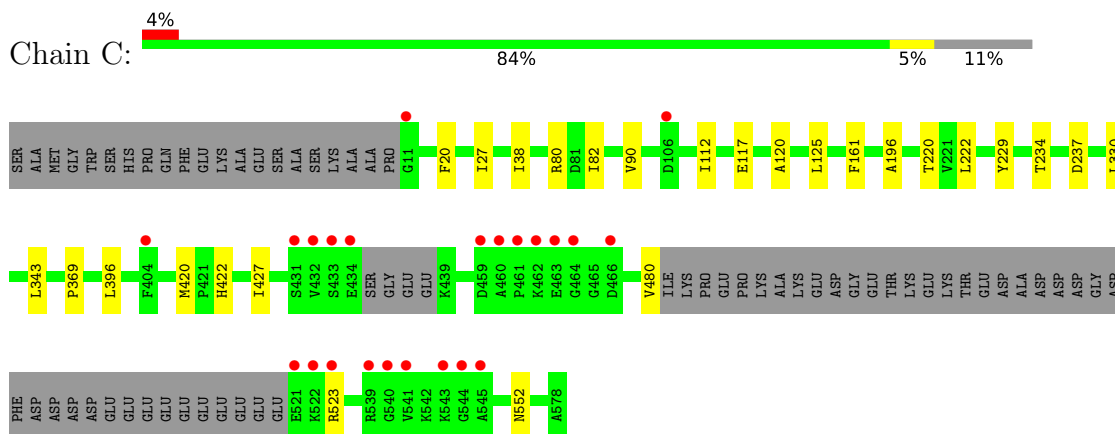 4%
Chain C:
84% 5% 11%
SER ALA MET GLY TRP SER HIS PRO GLN PHE GLU LYS ALA GLU SER ALA SER LYS ALA ALA PRO G11 F20 I27 I38 R80 D81 I82 V90 D106 I112 E117 A120 L125 F161 A196 T220 V221 L222 Y229 T234 D237 L330
L343 P369 L396 F404 M420 P421 H422 I427 S431 V432 S433 E434 SER GLY GLU GLU K439 D459 A460 P461 K462 E463 G464 G465 D466 V480 ILE LYS PRO GLU PRO LYS ALA LYS GLU ASP GLY GLU THR LYS GLU LYS THR GLU ASP ALA ASP ASP ASP GLY ASP
PHE ASP ASP ASP ASP GLU GLU GLU GLU GLU GLU GLU GLU E521 K522 R523 R539 G540 V541 K542 K543 G544 A545 N552 A578